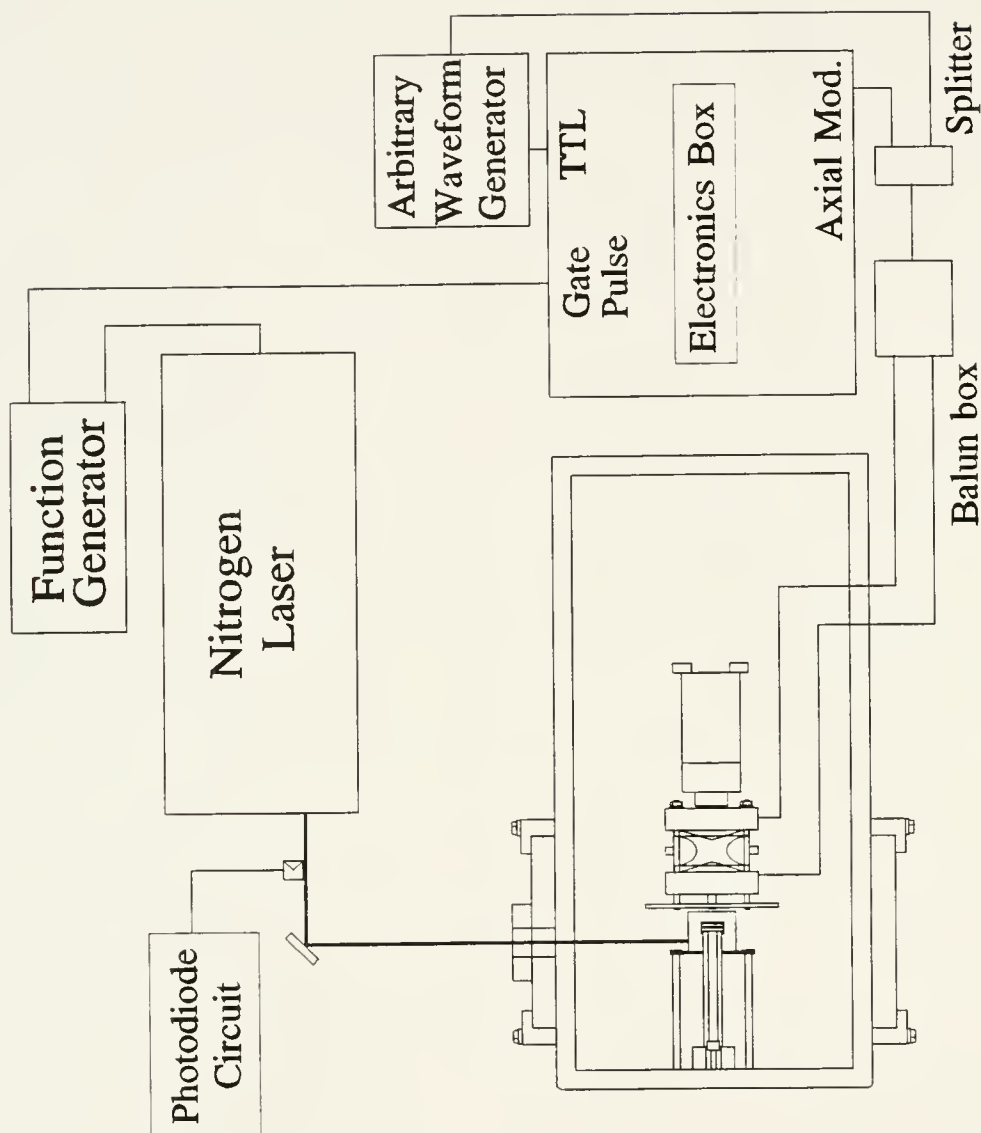 Function
Generator
Nitrogen
Laser
Photodiode
Circuit
Arbitrary
Waveform
Generator
Gate
Pulse
TTL
Electronics Box
Axial Mod.
Splitter
Balun box